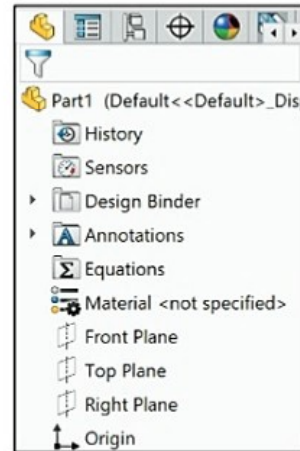 Part1 (Default<<Default>_Dis
History
Sensors
Design Binder
Annotations
Equations
Material <not specified>
Front Plane
Top Plane
Right Plane
Origin